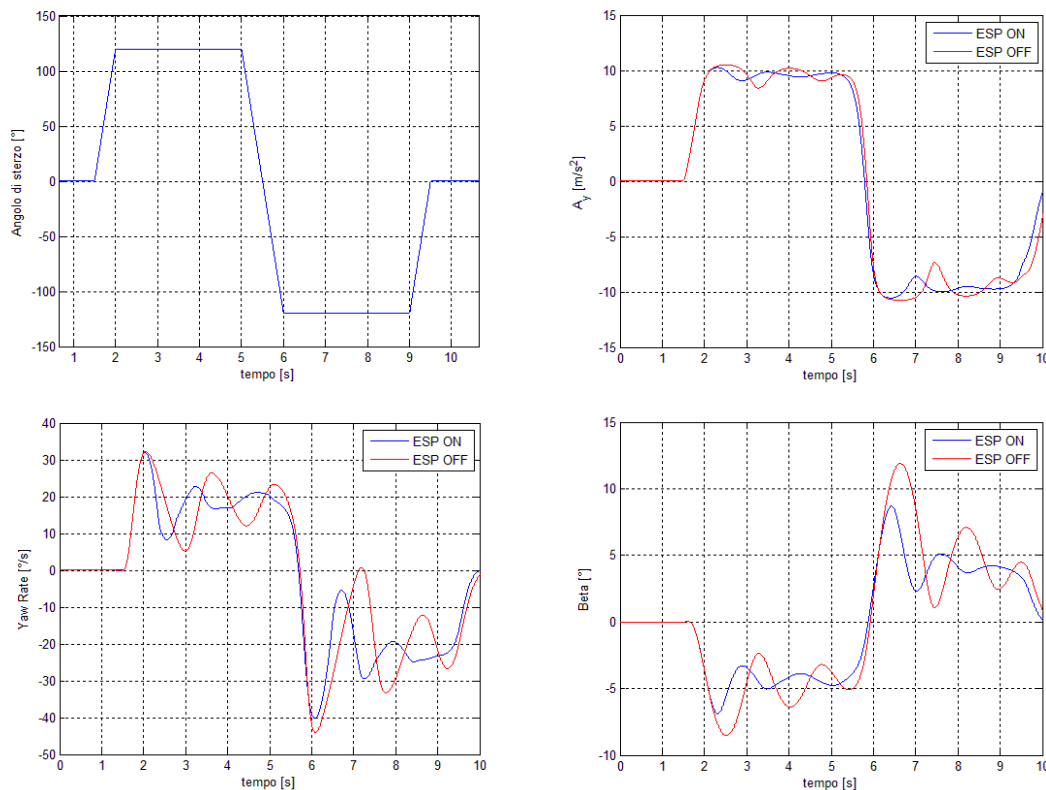 150
100
50
0
-50
-100
-150
Angolo di sterzo [°]
1 2 3 4 5 6 7 8 9 10
tempo [s]
15
10
5
0
-5
-10
-15
A_y [m/s²]
ESP ON
ESP OFF
0 1 2 3 4 5 6 7 8 9 10
tempo [s]
40
30
20
10
0
-10
-20
-30
-40
-50
Yaw Rate [°/s]
ESP ON
ESP OFF
0 1 2 3 4 5 6 7 8 9 10
tempo [s]
15
10
5
0
-5
-10
Beta [°]
ESP ON
ESP OFF
0 1 2 3 4 5 6 7 8 9 10
tempo [s]